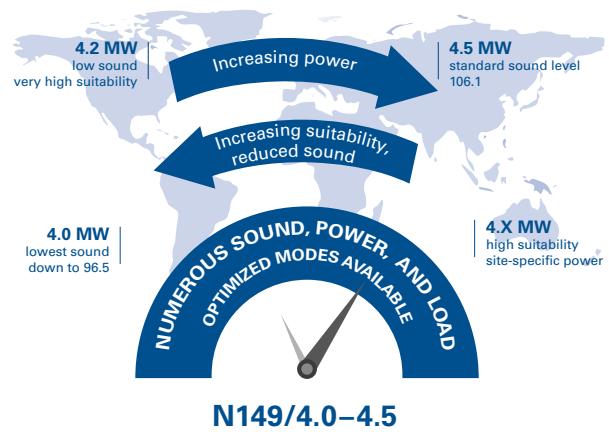 4.2 MW
low sound
very high suitability
Increasing power
4.5 MW
standard sound level
106.1
Increasing suitability,
reduced sound
4.0 MW
lowest sound
down to 96.5
4.X MW
high suitability
site-specific power
NUMEROUS SOUND, POWER, AND LOAD
OPTIMIZED MODES AVAILABLE
N149/4.0–4.5